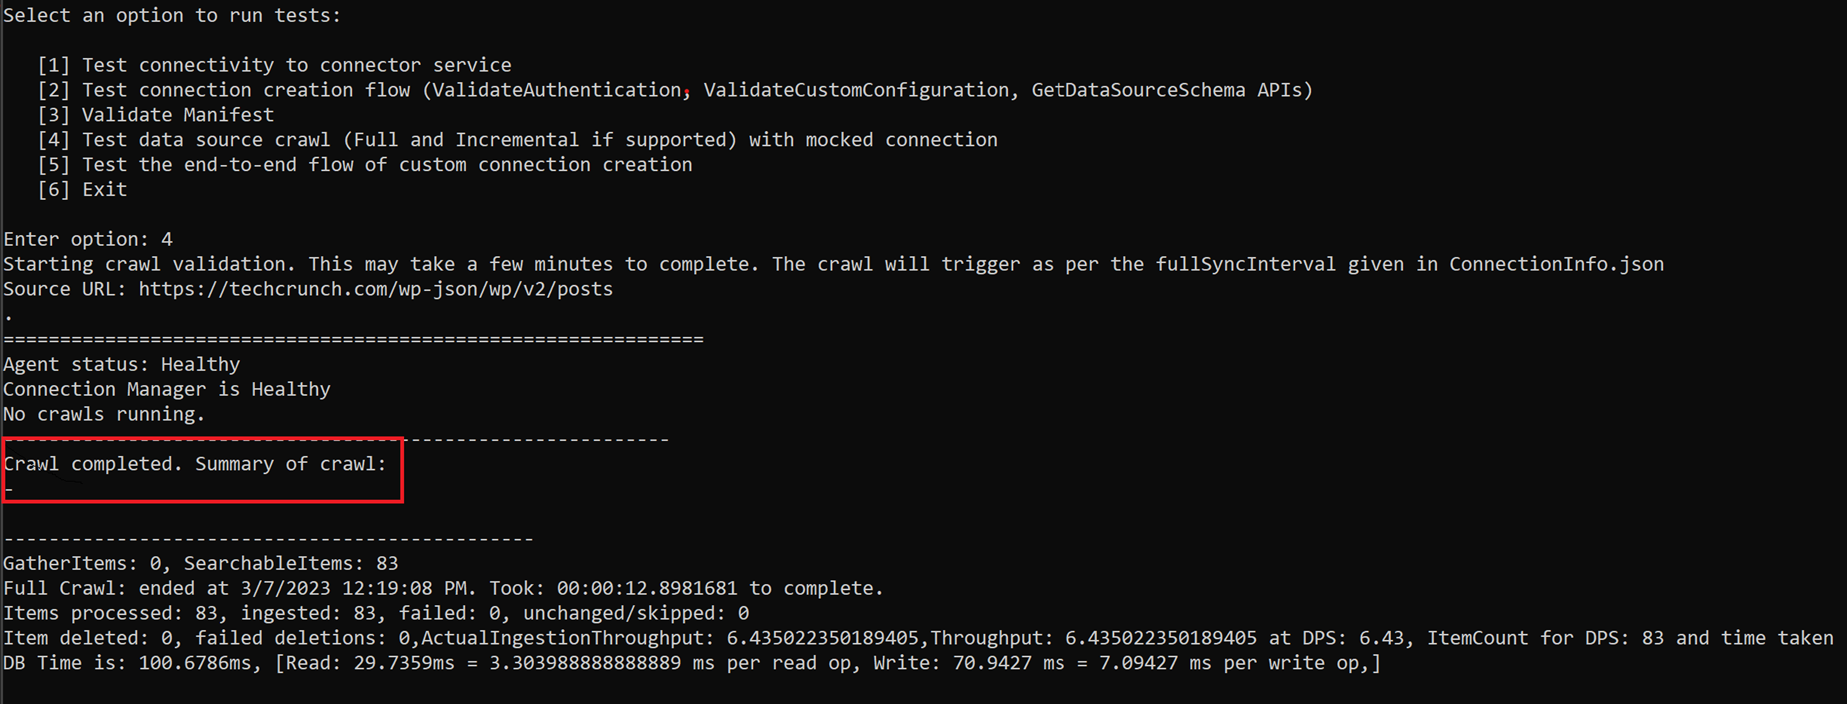 Select an option to run tests:
[1] Test connectivity to connector service
[2] Test connection creation flow (ValidateAuthentication, ValidateCustomConfiguration, GetDataSourceSchema APIs)
[3] Validate Manifest
[4] Test data source crawl (Full and Incremental if supported) with mocked connection
[5] Test the end-to-end flow of custom connection creation
[6] Exit
Enter option: 4
Starting crawl validation. This may take a few minutes to complete. The crawl will trigger as per the fullSyncInterval given in ConnectionInfo.json
Source URL: https://techcrunch.com/wp-json/wp/v2/posts
.
==============================================================
Agent status: Healthy
Connection Manager is Healthy
No crawls running.
-----------------------------------------------------------
Crawl completed. Summary of crawl:
-
-----------------------------------------------
GatherItems: 0, SearchableItems: 83
Full Crawl: ended at 3/7/2023 12:19:08 PM. Took: 00:00:12.8981681 to complete.
Items processed: 83, ingested: 83, failed: 0, unchanged/skipped: 0
Item deleted: 0, failed deletions: 0,ActualIngestionThroughput: 6.435022350189405,Throughput: 6.435022350189405 at DPS: 6.43, ItemCount for DPS: 83 and time taken
DB Time is: 100.6786ms, [Read: 29.7359ms = 3.303988888888889 ms per read op, Write: 70.9427 ms = 7.09427 ms per write op,]